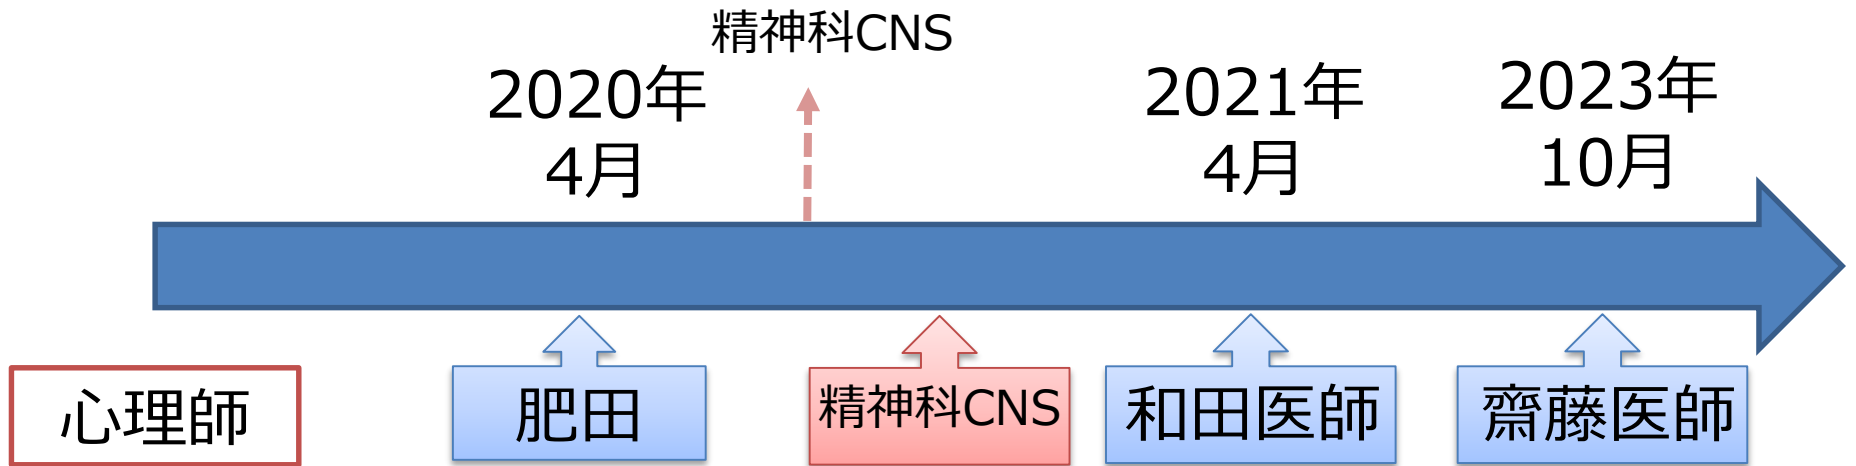 精神科CNS
2020年
4月
2021年
4月
2023年
10月
心理師
肥田
精神科CNS
和田医師
齋藤医師